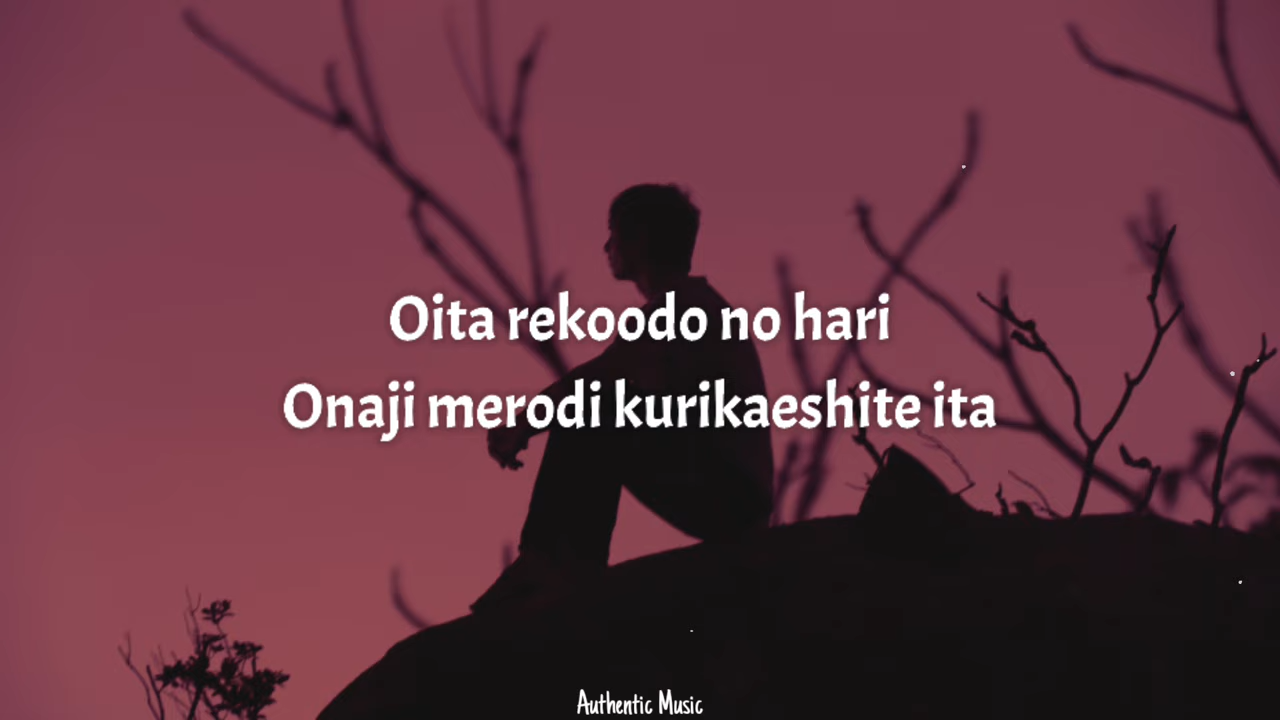 Oita rekoodo no hari
Onaji merodi kurikaeshite ita
Authentic Music